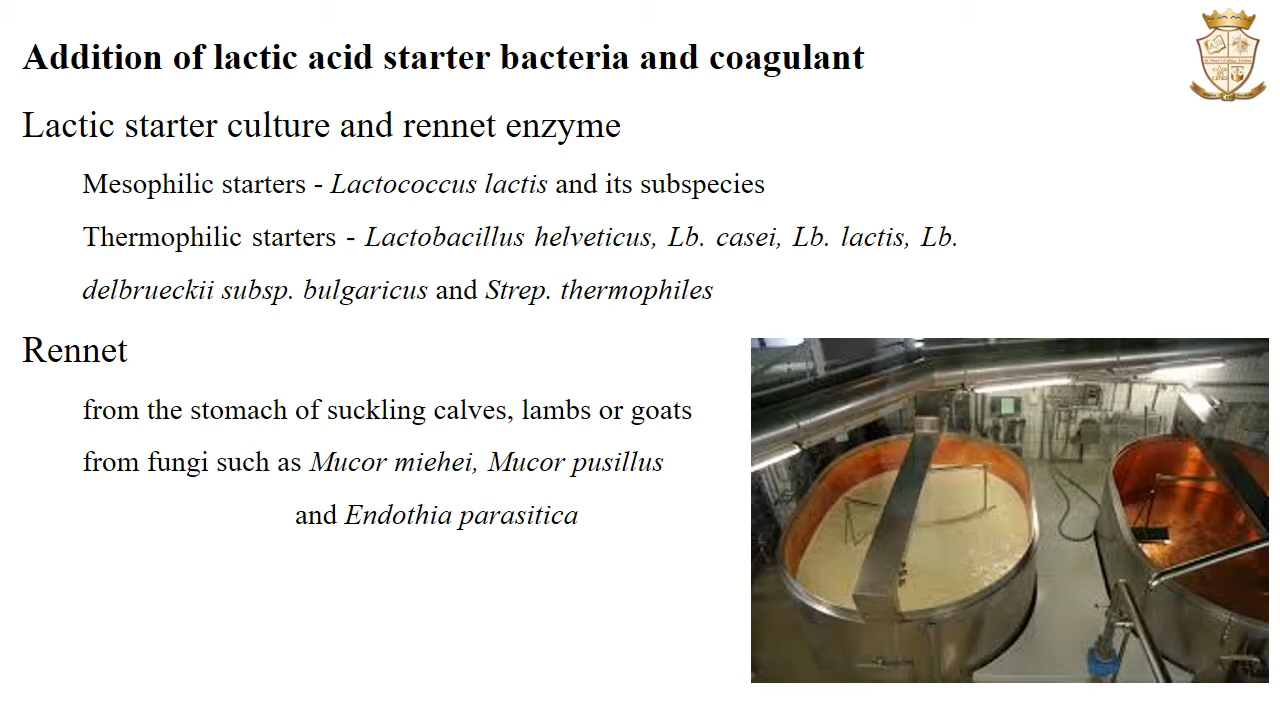 Addition of lactic acid starter bacteria and coagulant
Lactic starter culture and rennet enzyme
Mesophilic starters - Lactococcus lactis and its subspecies
Thermophilic starters - Lactobacillus helveticus, Lb. casei, Lb. lactis, Lb.
delbrueckii subsp. bulgaricus and Strep. thermophiles
Rennet
from the stomach of suckling calves, lambs or goats
from fungi such as Mucor miehei, Mucor pusillus
and Endothia parasitica